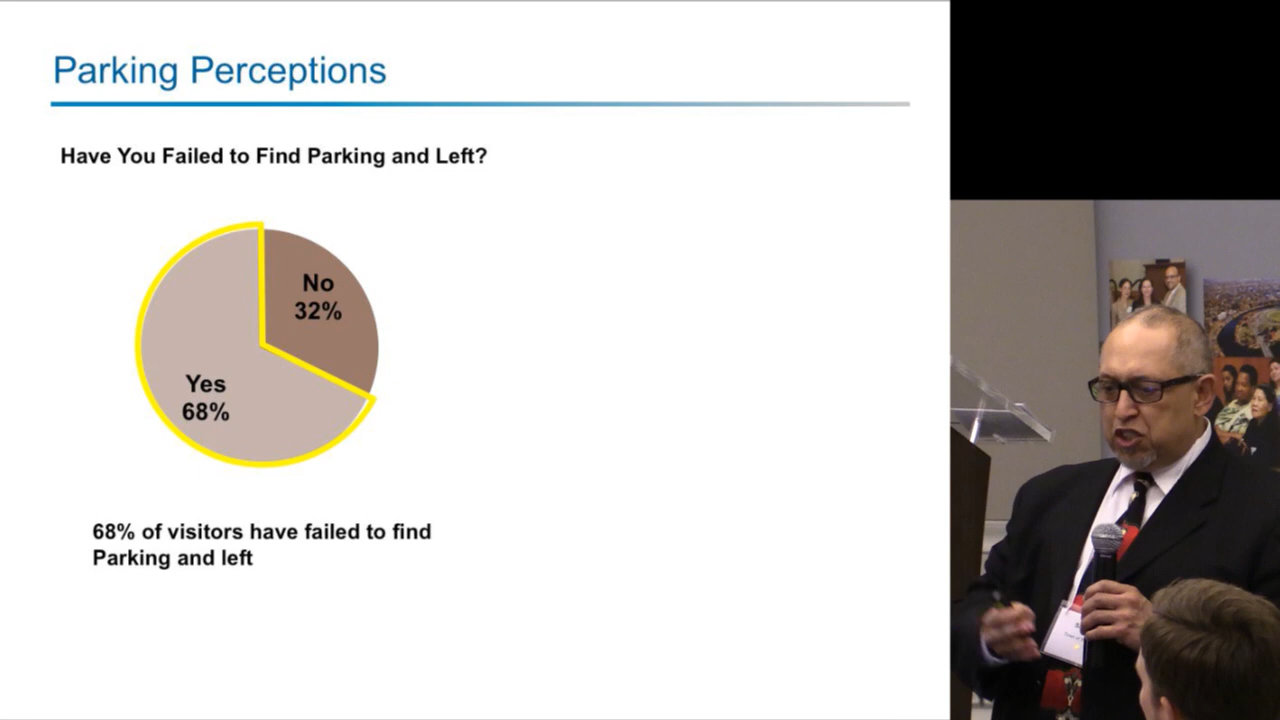 Parking Perceptions
Have You Failed to Find Parking and Left?
No
32%
Yes
68%
68% of visitors have failed to find
Parking and left